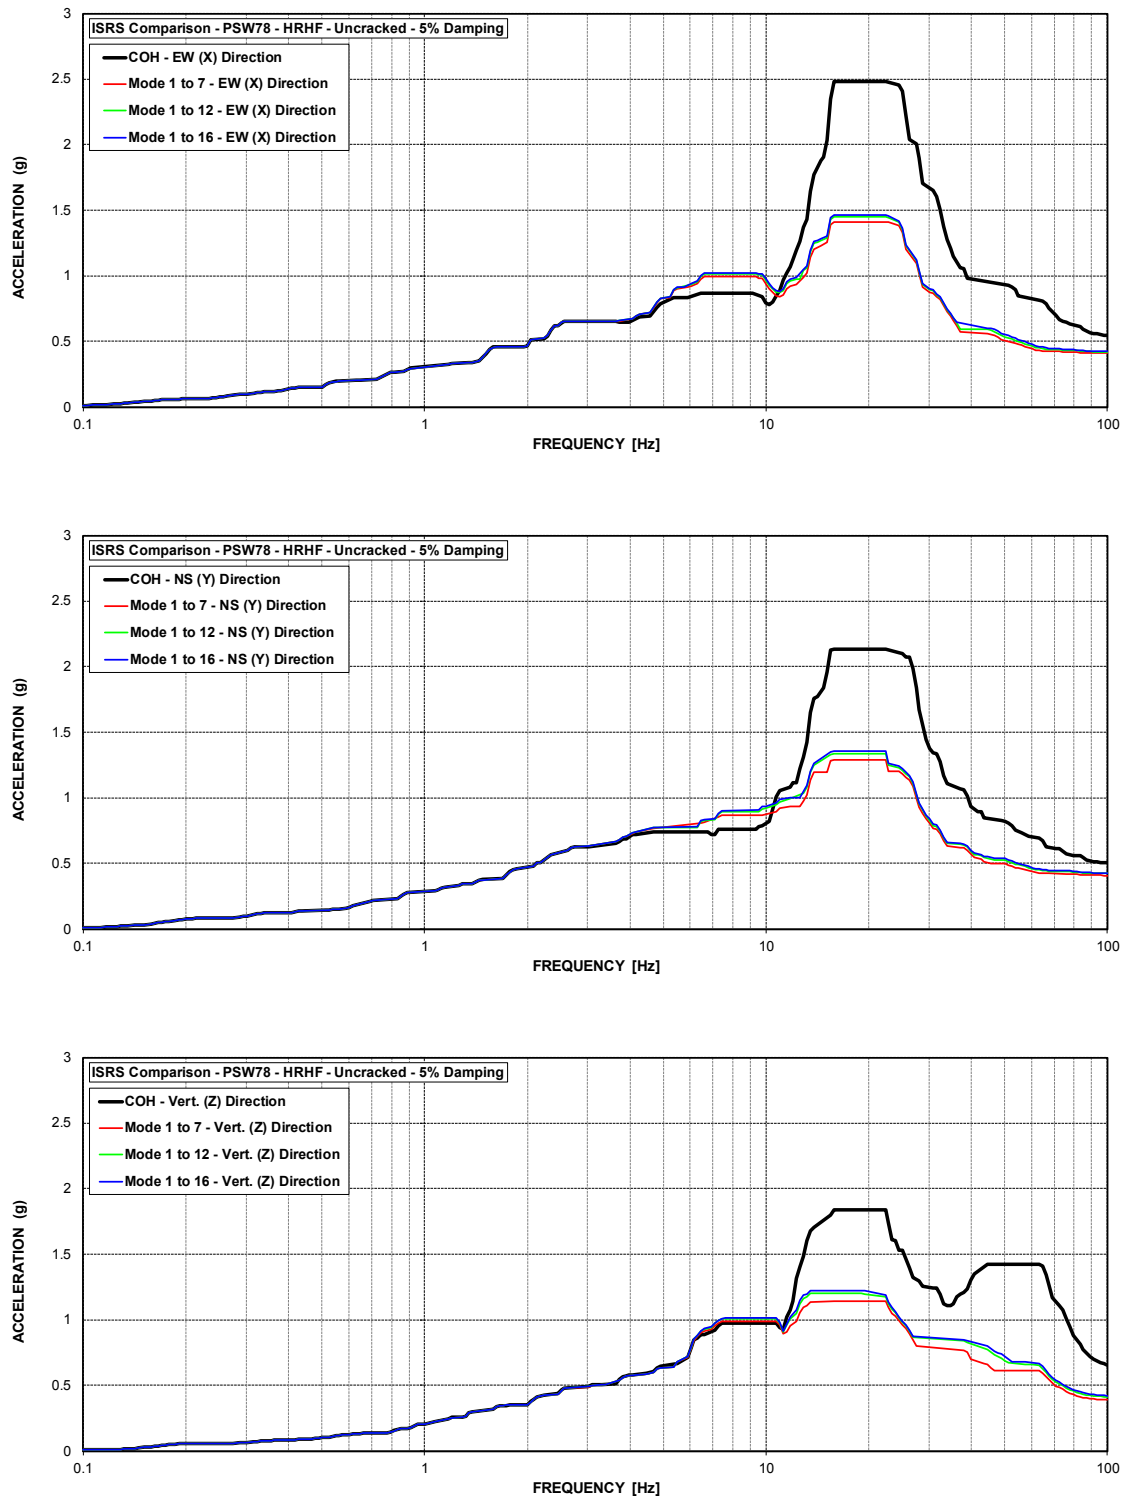 ISRS Comparison - PSW78 - HRHF - Uncracked - 5% Damping
COH - EW (X) Direction
Mode 1 to 7 - EW (X) Direction
Mode 1 to 12 - EW (X) Direction
Mode 1 to 16 - EW (X) Direction
3
2.5
2
1.5
1
0.5
0
ACCELERATION (g)
0.1
1
10
100
FREQUENCY [Hz]
ISRS Comparison - PSW78 - HRHF - Uncracked - 5% Damping
COH - NS (Y) Direction
Mode 1 to 7 - NS (Y) Direction
Mode 1 to 12 - NS (Y) Direction
Mode 1 to 16 - NS (Y) Direction
3
2.5
2
1.5
1
0.5
0
ACCELERATION (g)
0.1
1
10
100
FREQUENCY [Hz]
ISRS Comparison - PSW78 - HRHF - Uncracked - 5% Damping
COH - Vert. (Z) Direction
Mode 1 to 7 - Vert. (Z) Direction
Mode 1 to 12 - Vert. (Z) Direction
Mode 1 to 16 - Vert. (Z) Direction
3
2.5
2
1.5
1
0.5
0
ACCELERATION (g)
0.1
1
10
100
FREQUENCY [Hz]